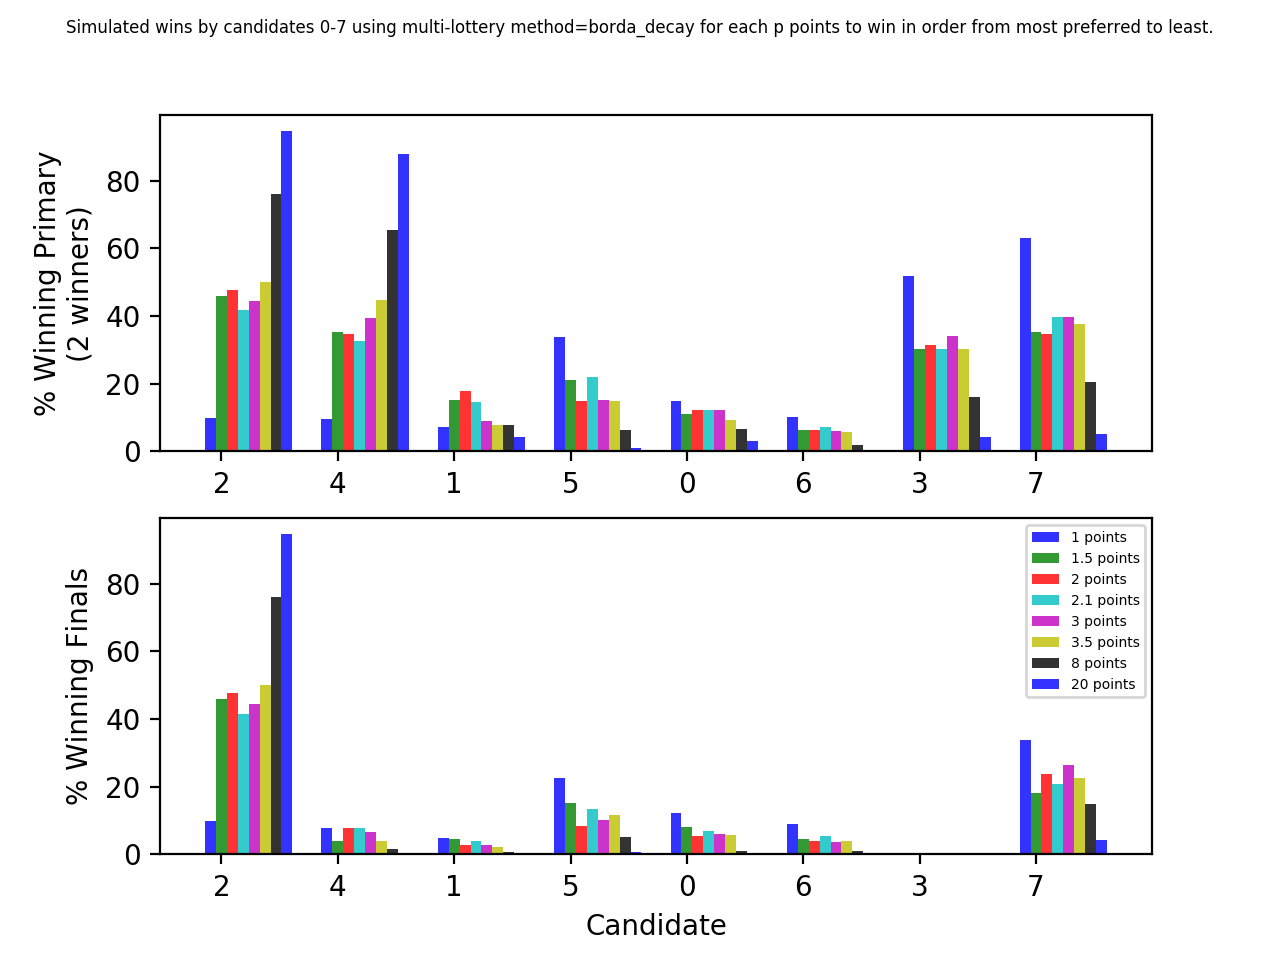 Simulated wins by candidates 0-7 using multi-lottery method=borda_decay for each p points to win in order from most preferred to least.
% Winning Primary
(2 winners)
80
60
40
20
0
2 4 1 5 0 6 3 7
% Winning Finals
80
60
40
20
0
1 points
1.5 points
2 points
2.1 points
3 points
3.5 points
8 points
20 points
2 4 1 5 0 6 3 7
Candidate